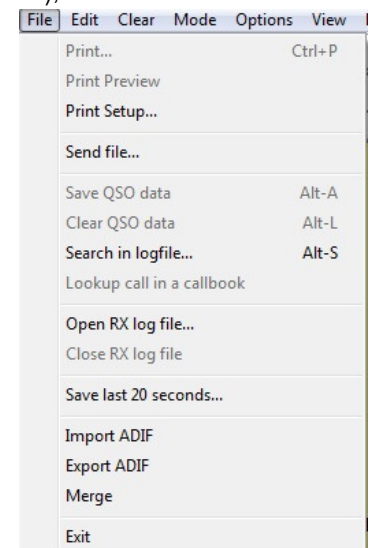 File Edit Clear Mode Options View
Print... Ctrl+P
Print Preview
Print Setup...
Send file...
Save QSO data Alt-A
Clear QSO data Alt-L
Search in logfile... Alt-S
Lookup call in a callbook
Open RX log file...
Close RX log file
Save last 20 seconds...
Import ADIF
Export ADIF
Merge
Exit